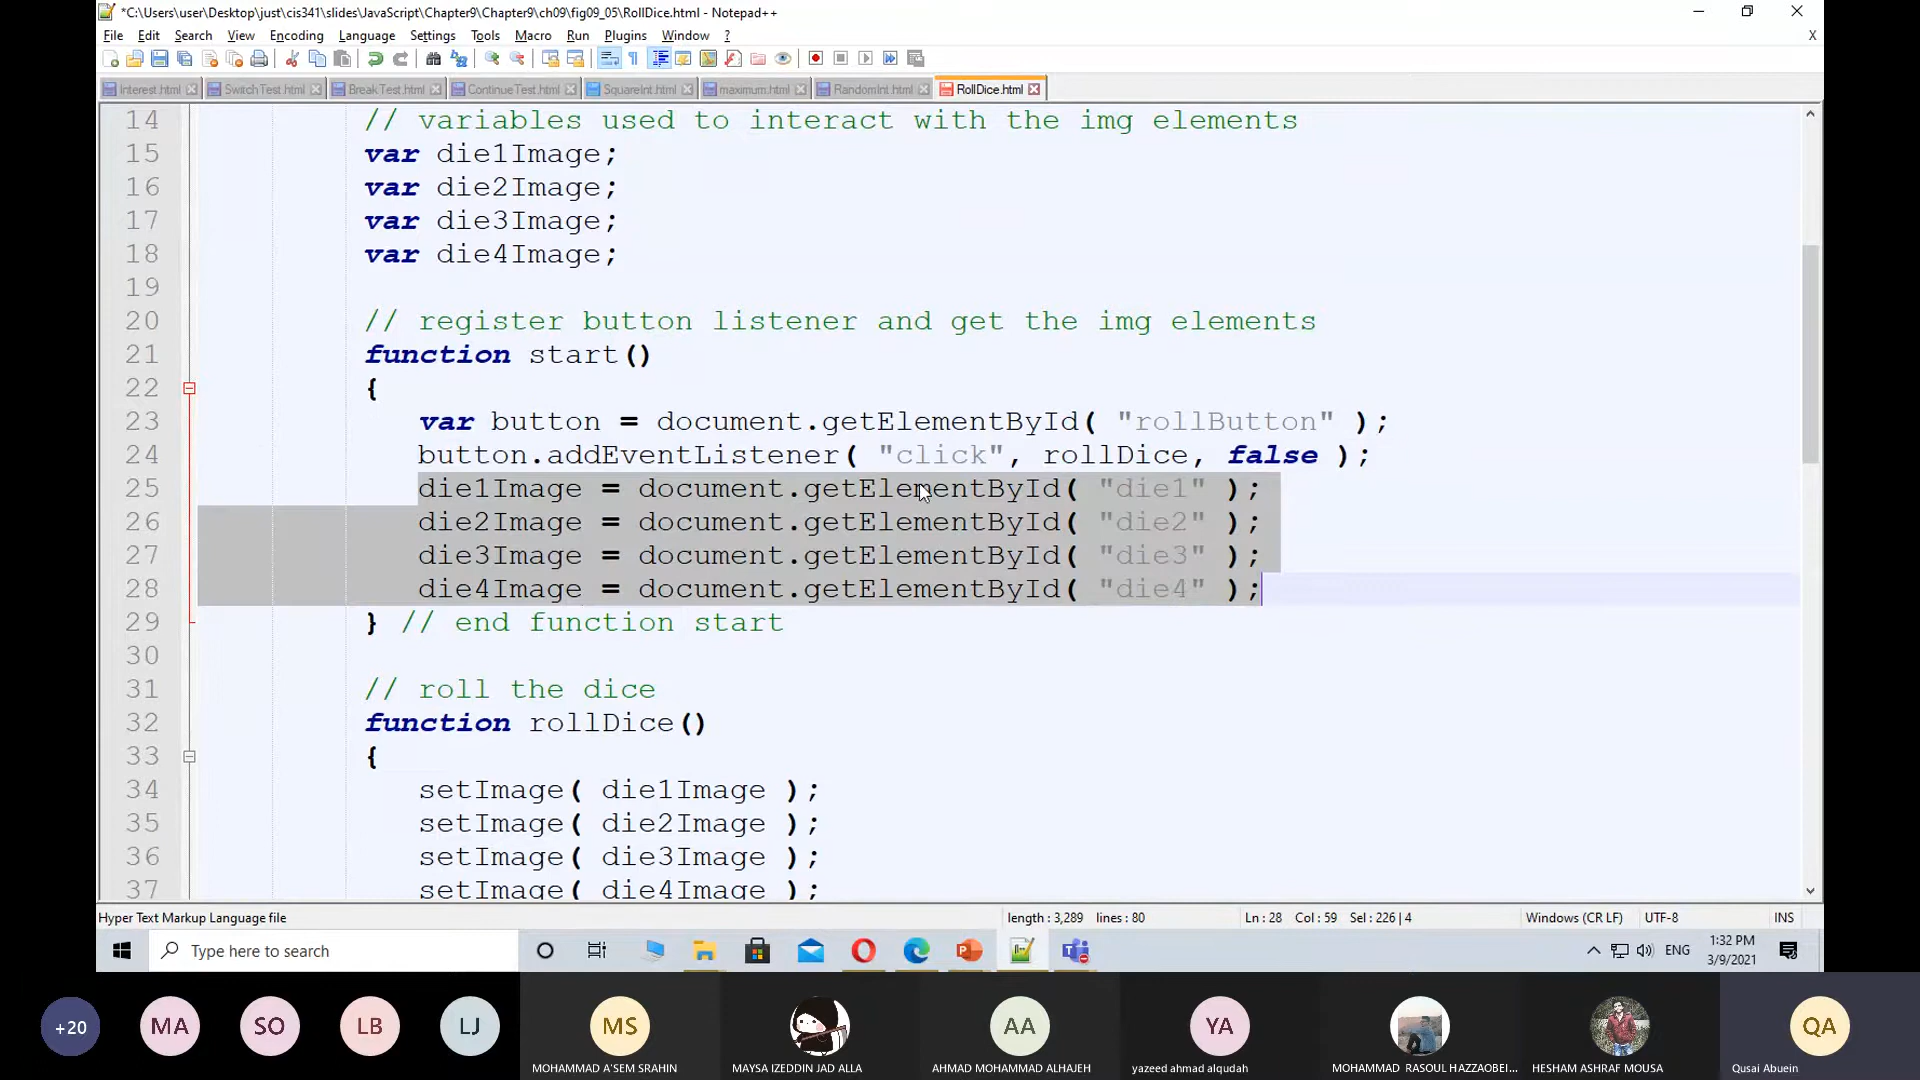 *C:\Users\user\Desktop\just\cis341\slides\JavaScript\Chapter9\Chapter9\ch09\fig09_05\RollDice.html - Notepad++
File Edit Search View Encoding Language Settings Tools Macro Run Plugins Window ? X
Interest.html SwitchTest.html BreakTest.html ContinueTest.html SquareInt.html maximum.html RandomInt.html RollDice.html
14 // variables used to interact with the img elements
15 var die1Image;
16 var die2Image;
17 var die3Image;
18 var die4Image;
19
20 // register button listener and get the img elements
21 function start()
22 {
23 var button = document.getElementById( "rollButton" );
24 button.addEventListener( "click", rollDice, false );
25 die1Image = document.getElementById( "die1" );
26 die2Image = document.getElementById( "die2" );
27 die3Image = document.getElementById( "die3" );
28 die4Image = document.getElementById( "die4" );
29 } // end function start
30
31 // roll the dice
32 function rollDice()
33 {
34 setImage( die1Image );
35 setImage( die2Image );
36 setImage( die3Image );
37 setImage( die4Image );
Hyper Text Markup Language file length : 3,289 lines : 80 Ln : 28 Col : 59 Sel : 226 | 4 Windows (CR LF) UTF-8 INS
Type here to search ENG 1:32 PM
3/9/2021
+20 MA SO LB LJ MS AA YA QA
MOHAMMAD A'SEM SRAHIN MAYSA IZEDDIN JAD ALLA AHMAD MOHAMMAD ALHAJEH yazeed ahmad alqudah MOHAMMAD RASOUL HAZZAOBEI... HESHAM ASHRAF MOUSA Qusai Abuein